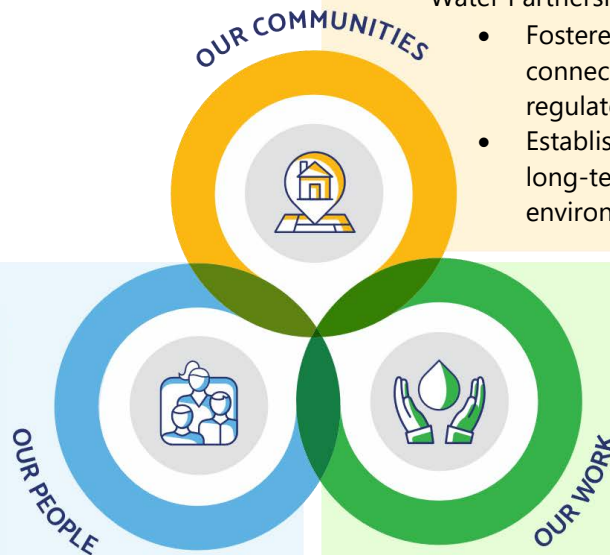 Water Partnersh
OUR COMMUNITIES
• Fostere
connec
regulat
• Establis
long-te
environ
OUR PEOPLE
OUR WORK